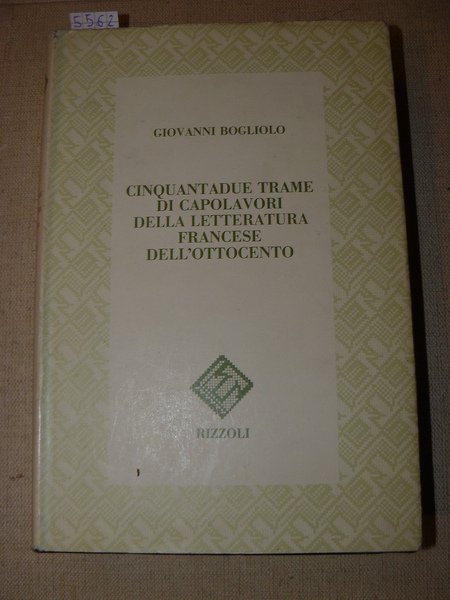 5562
GIOVANNI BOGLIOLO
CINQUANTADUE TRAME
DI CAPOLAVORI
DELLA LETTERATURA
FRANCESE
DELL'OTTOCENTO
RIZZOLI